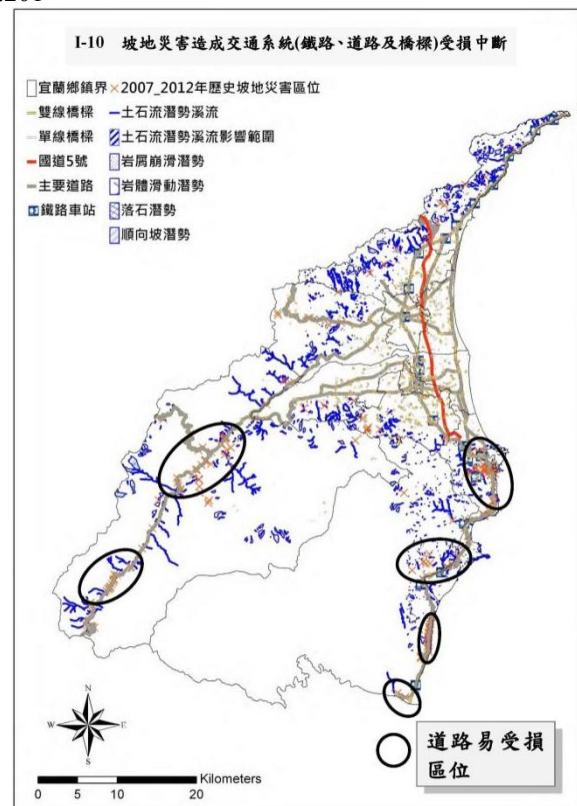 I-10 坡地災害造成交通系統(鐵路、道路及橋樑)受損中斷
宜蘭鄉鎮界
2007_2012年歷史坡地災害區位
雙線橋樑
土石流潛勢溪流
單線橋樑
土石流潛勢溪流影響範圍
國道5號
岩屑崩滑潛勢
主要道路
岩體滑動潛勢
鐵路車站
落石潛勢
順向坡潛勢
N
W
E
S
道路易受損
區位
Kilometers
0 5 10 20